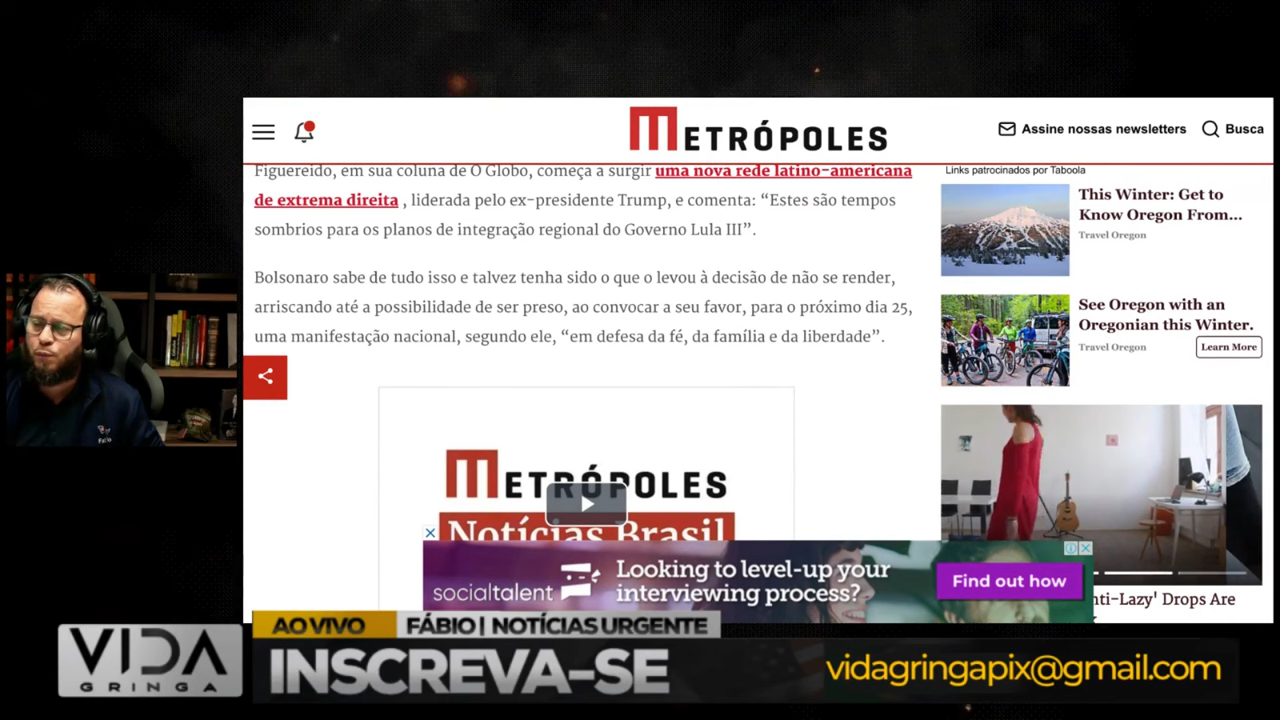 METRÓPOLES
Assine nossas newsletters
Busca
Figuereido, em sua coluna de O Globo, começa a surgir uma nova rede latino-americana
de extrema direita , liderada pelo ex-presidente Trump, e comenta: “Estes são tempos
sombrios para os planos de integração regional do Governo Lula III”.
Bolsonaro sabe de tudo isso e talvez tenha sido o que o levou à decisão de não se render,
arriscando até a possibilidade de ser preso, ao convocar a seu favor, para o próximo dia 25,
uma manifestação nacional, segundo ele, “em defesa da fé, da família e da liberdade”.
METRÓPOLES
Notícias Brasil
Links patrocinados por Taboola
This Winter: Get to
Know Oregon From...
Travel Oregon
See Oregon with an
Oregonian this Winter.
Travel Oregon
Learn More
Drops Are
socialtalent
Looking to level-up your
interviewing process?
Find out how
VIDA
GRINGA
AO VIVO
FÁBIO | NOTÍCIAS URGENTE
INSCREVA-SE
vidagringapix@gmail.com